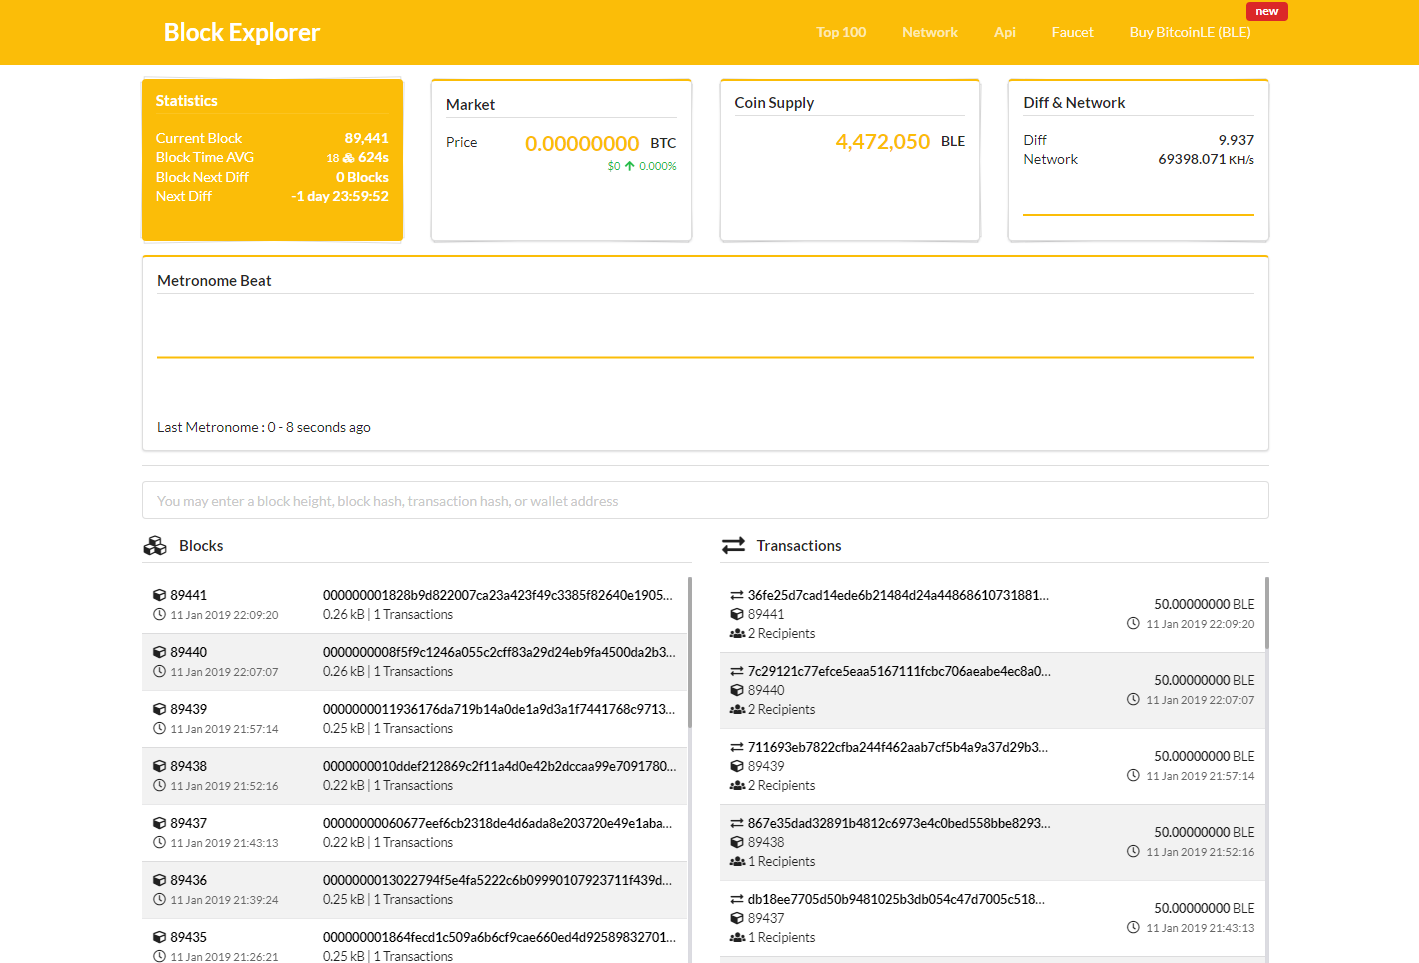 Block Explorer
Top 100
Network
Api
Faucet
Buy BitcoinLE (BLE)
new
Statistics
Current Block 89,441
Block Time AVG 18 624s
Block Next Diff 0 Blocks
Next Diff -1 day 23:59:52
Market
Price 0.00000000 BTC
$0 0.000%
Coin Supply
4,472,050 BLE
Diff & Network
Diff 9.937
Network 69398.071 KH/s
Metronome Beat
Last Metronome : 0 - 8 seconds ago
You may enter a block height, block hash, transaction hash, or wallet address
Blocks
89441 000000001828b9d822007ca23a423f49c3385f82640e1905...
11 Jan 2019 22:09:20 0.26 kB | 1 Transactions
89440 0000000008f5f9c1246a055c2cff83a29d24eb9fa4500da2b3...
11 Jan 2019 22:07:07 0.26 kB | 1 Transactions
89439 0000000011936176da719b14a0de1a9d3a1f7441768c9713...
11 Jan 2019 21:57:14 0.25 kB | 1 Transactions
89438 0000000010ddef212869c2f11a4d0e42b2dccaa99e7091780...
11 Jan 2019 21:52:16 0.22 kB | 1 Transactions
89437 00000000060677eef6cb2318de4d6ada8e203720e49e1aba...
11 Jan 2019 21:43:13 0.22 kB | 1 Transactions
89436 0000000013022794f5e4fa5222c6b09990107923711f439d...
11 Jan 2019 21:39:24 0.25 kB | 1 Transactions
89435 000000001864fecd1c509a6b6cf9cae660ed4d92589832701...
11 Jan 2019 21:26:21 0.25 kB | 1 Transactions
Transactions
36fe25d7cad14ede6b21484d24a44868610731881...
50.00000000 BLE
89441
11 Jan 2019 22:09:20
2 Recipients
7c29121c77efce5eaa5167111fcbc706aeabe4ec8a0...
50.00000000 BLE
89440
11 Jan 2019 22:07:07
2 Recipients
711693eb7822cfba244f462aab7cf5b4a9a37d29b3...
50.00000000 BLE
89439
11 Jan 2019 21:57:14
2 Recipients
867e35dad32891b4812c6973e4c0bed558bbe8293...
50.00000000 BLE
89438
11 Jan 2019 21:52:16
1 Recipients
db18ee7705d50b9481025b3db054c47d7005c518...
50.00000000 BLE
89437
11 Jan 2019 21:43:13
1 Recipients